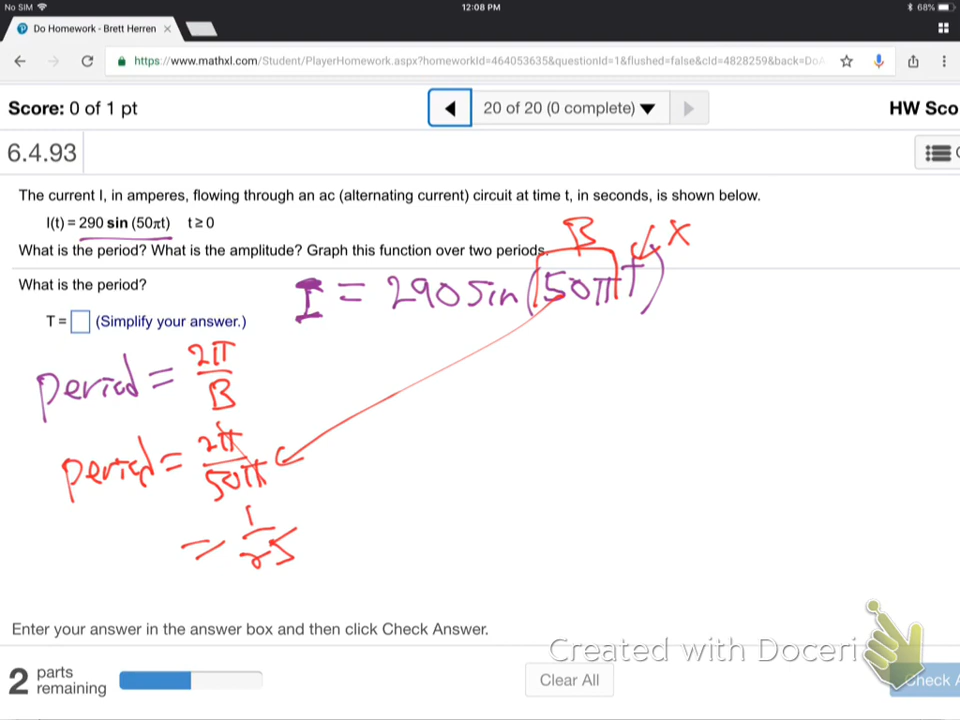 No SIM 12:08 PM 68%
Do Homework - Brett Herren ×
https://www.mathxl.com/Student/PlayerHomework.aspx?homeworkId=464053635&questionId=1&flushed=false&cld=4828259&back=DoA
Score: 0 of 1 pt 20 of 20 (0 complete) HW Sco
6.4.93
The current I, in amperes, flowing through an ac (alternating current) circuit at time t, in seconds, is shown below.
I(t) = 290 sin (50πt) t ≥ 0
What is the period? What is the amplitude? Graph this function over two periods.
B x
What is the period?
I = 290 sin(50πT)
T = (Simplify your answer.)
period = 2π/B
period = 2π/50π
= 1/25
Enter your answer in the answer box and then click Check Answer.
Created with Doceri
2 parts remaining Clear All Check A